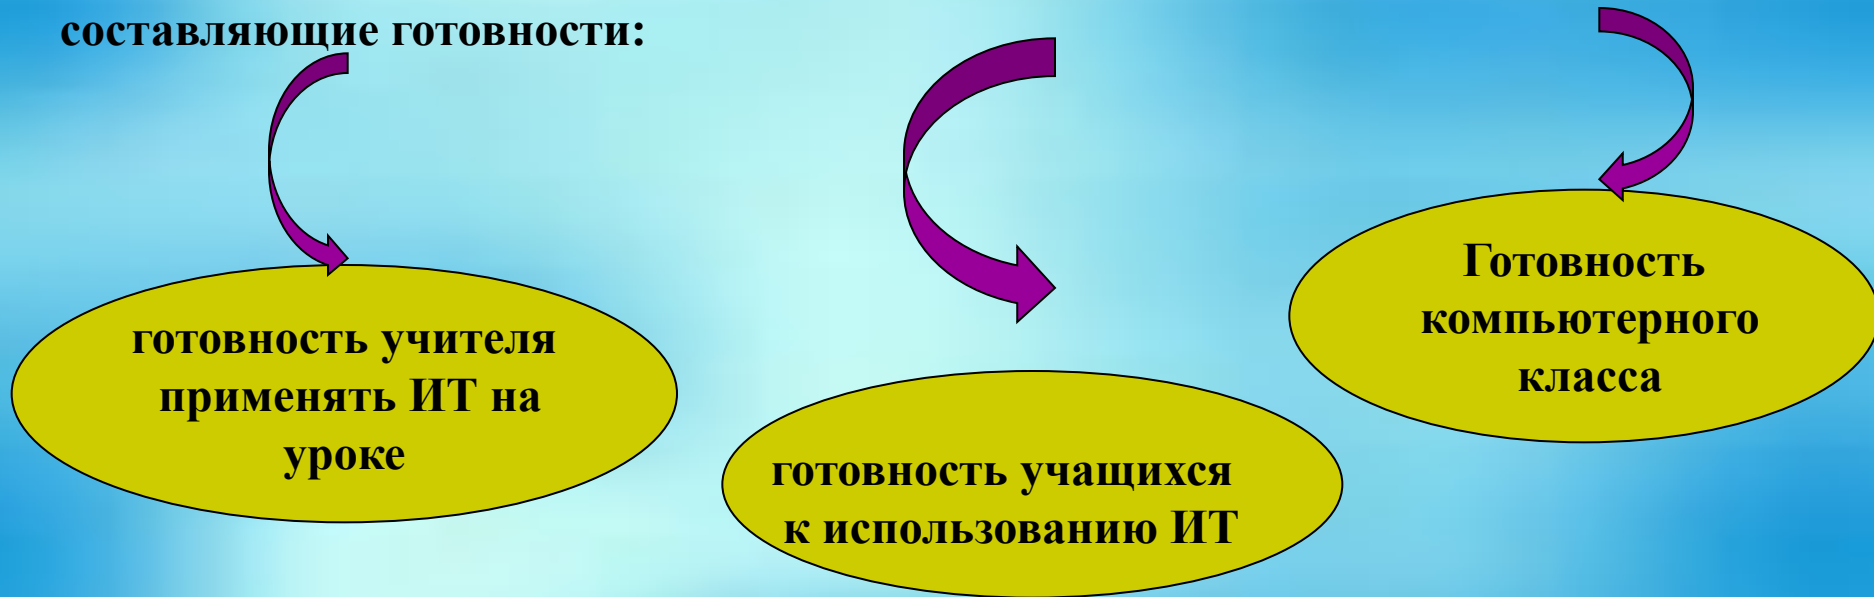 составляющие готовности:
готовность учителя
применять ИТ на
уроке
готовность учащихся
к использованию ИТ
Готовность
компьютерного
класса